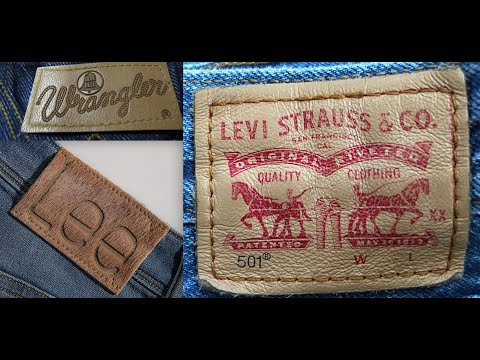 Wrangler
®
Lee
LEVI STRAUSS & CO.
SAN FRANCISCO
CAL
ORIGINAL RIVETED
QUALITY CLOTHING
XX
PATENTED MAY 20 1873
501® W L